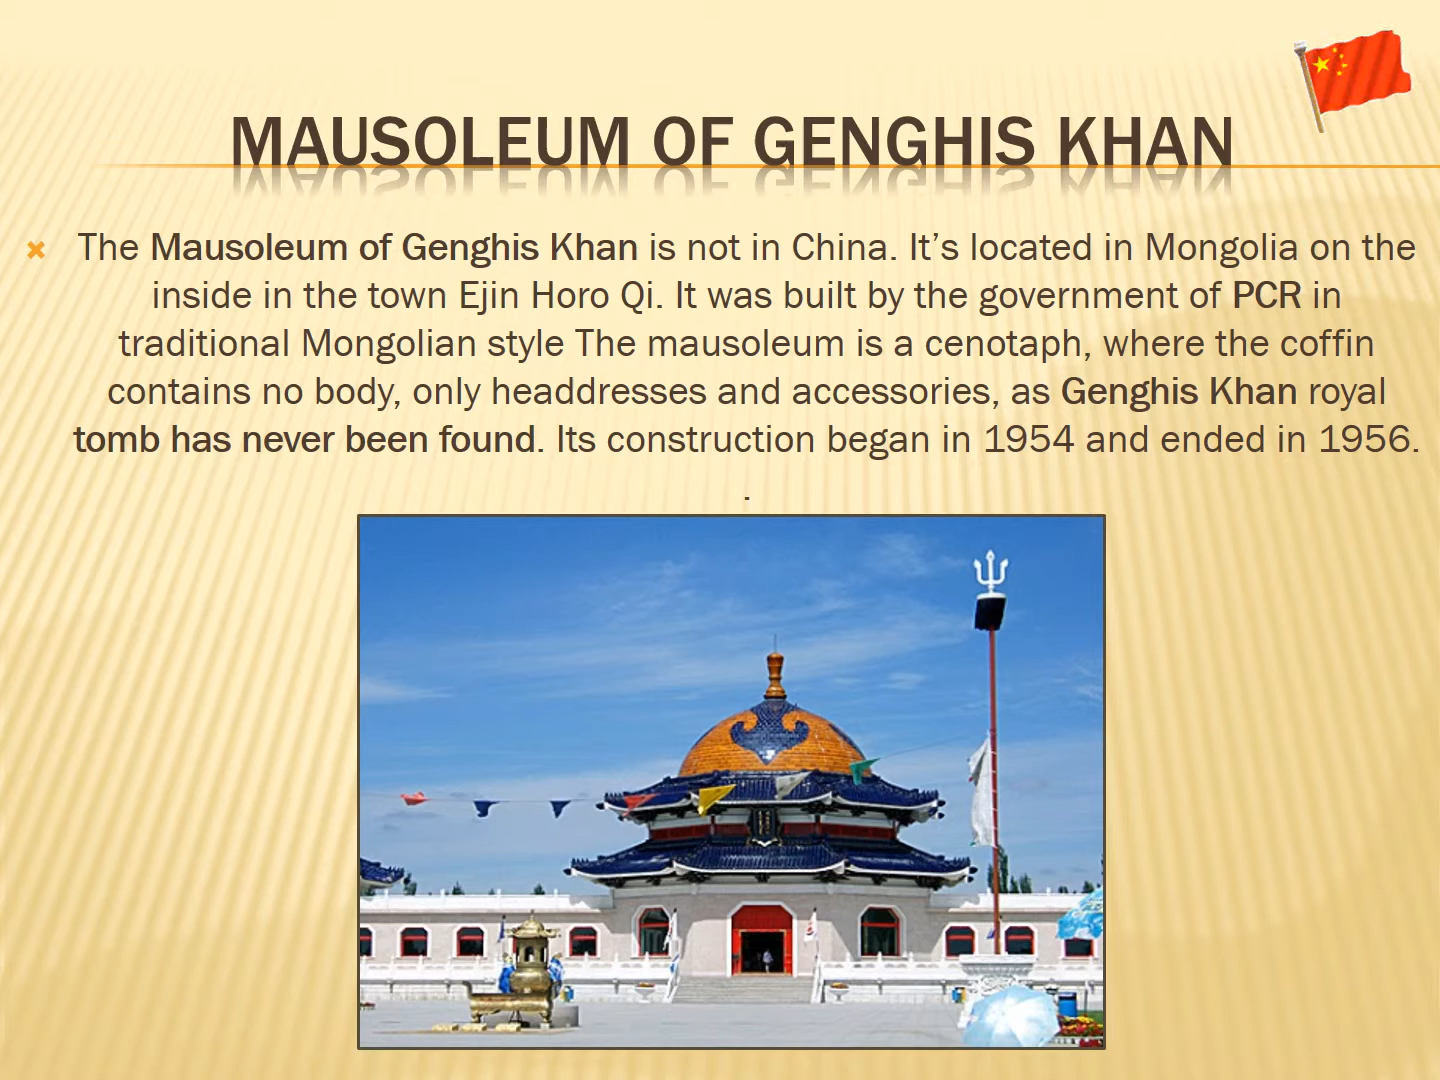 MAUSOLEUM OF GENGHIS KHAN
The Mausoleum of Genghis Khan is not in China. It’s located in Mongolia on the
inside in the town Ejin Horo Qi. It was built by the government of PCR in
traditional Mongolian style The mausoleum is a cenotaph, where the coffin
contains no body, only headdresses and accessories, as Genghis Khan royal
tomb has never been found. Its construction began in 1954 and ended in 1956.
.